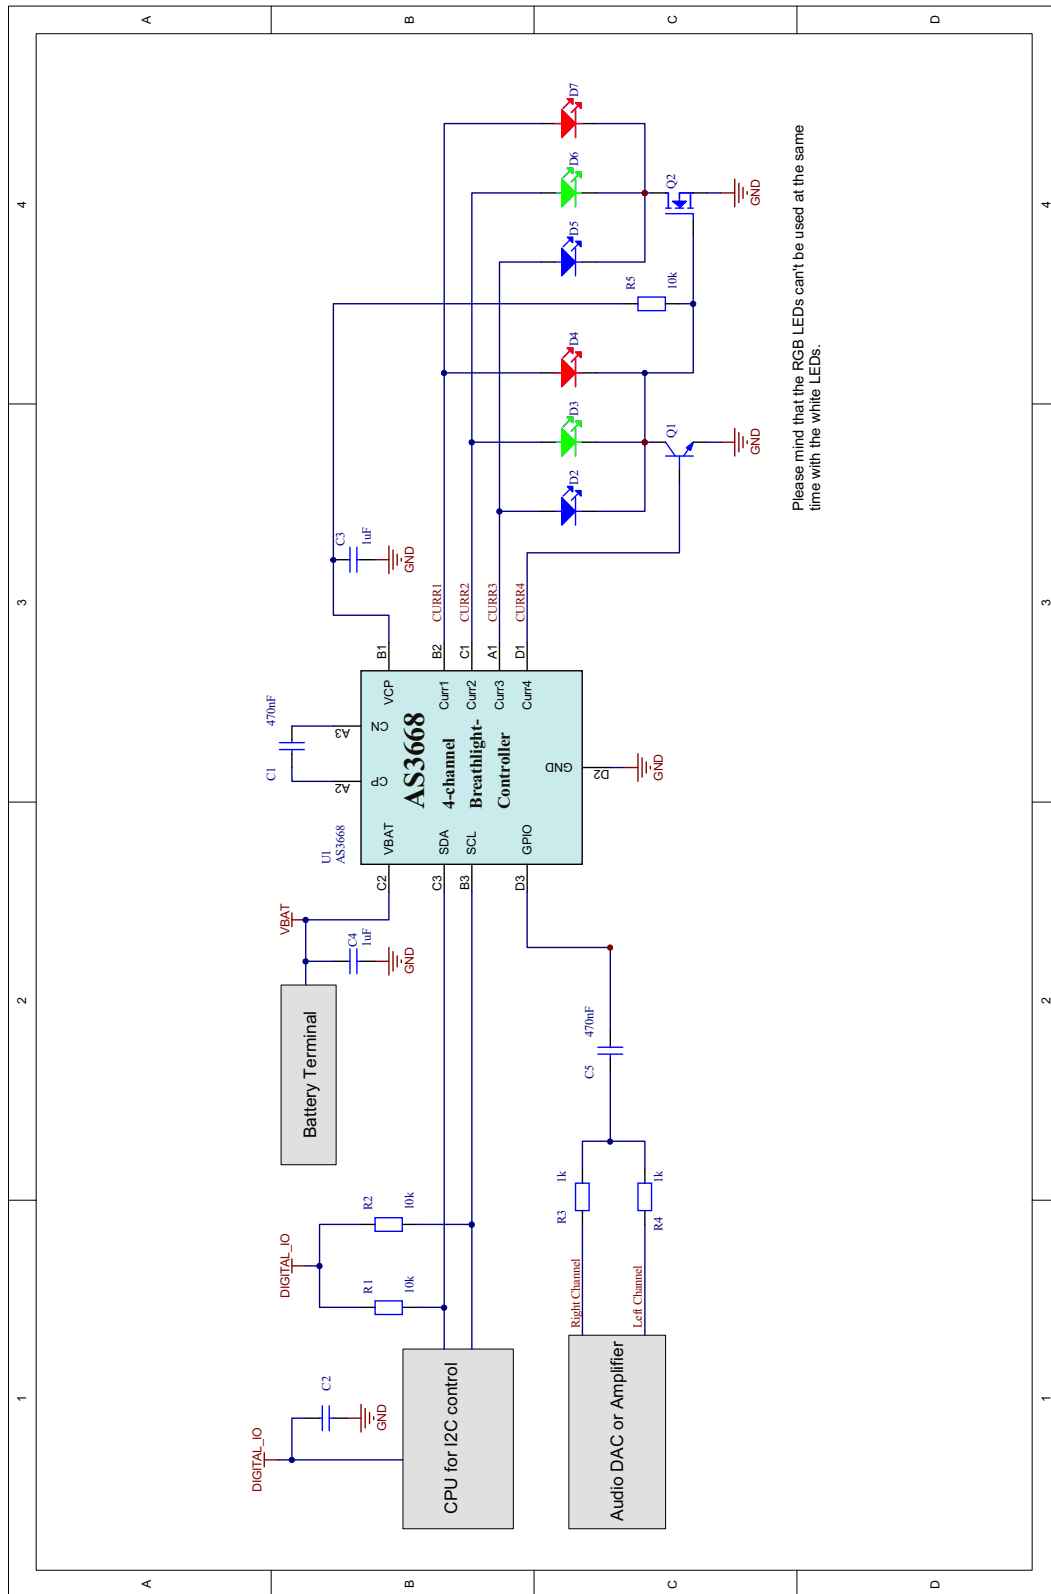 1
2
3
4
A
A
B
B
C
C
D
D
1
2
3
4
DIGITAL_IO
C2
GND
CPU for I2C control
DIGITAL_IO
R1
10k
R2
10k
Battery Terminal
VBAT
C4
1uF
GND
Audio DAC or Amplifier
Right Channel
Left Channel
R3
1k
R4
1k
C5
470nF
U1
AS3668
C1
470nF
A2
A3
CP
CN
C2
VBAT
C3
SDA
B3
SCL
D3
GPIO
AS3668
4-channel
Breathlight-
Controller
VCP
B1
Curr1
B2
CURR1
Curr2
C1
CURR2
Curr3
A1
CURR3
Curr4
D1
CURR4
GND
D2
GND
C3
1uF
GND
D2
D3
D4
D5
D6
D7
R5
10k
Q1
GND
Q2
GND
Please mind that the RGB LEDs can't be used at the same
time with the white LEDs.